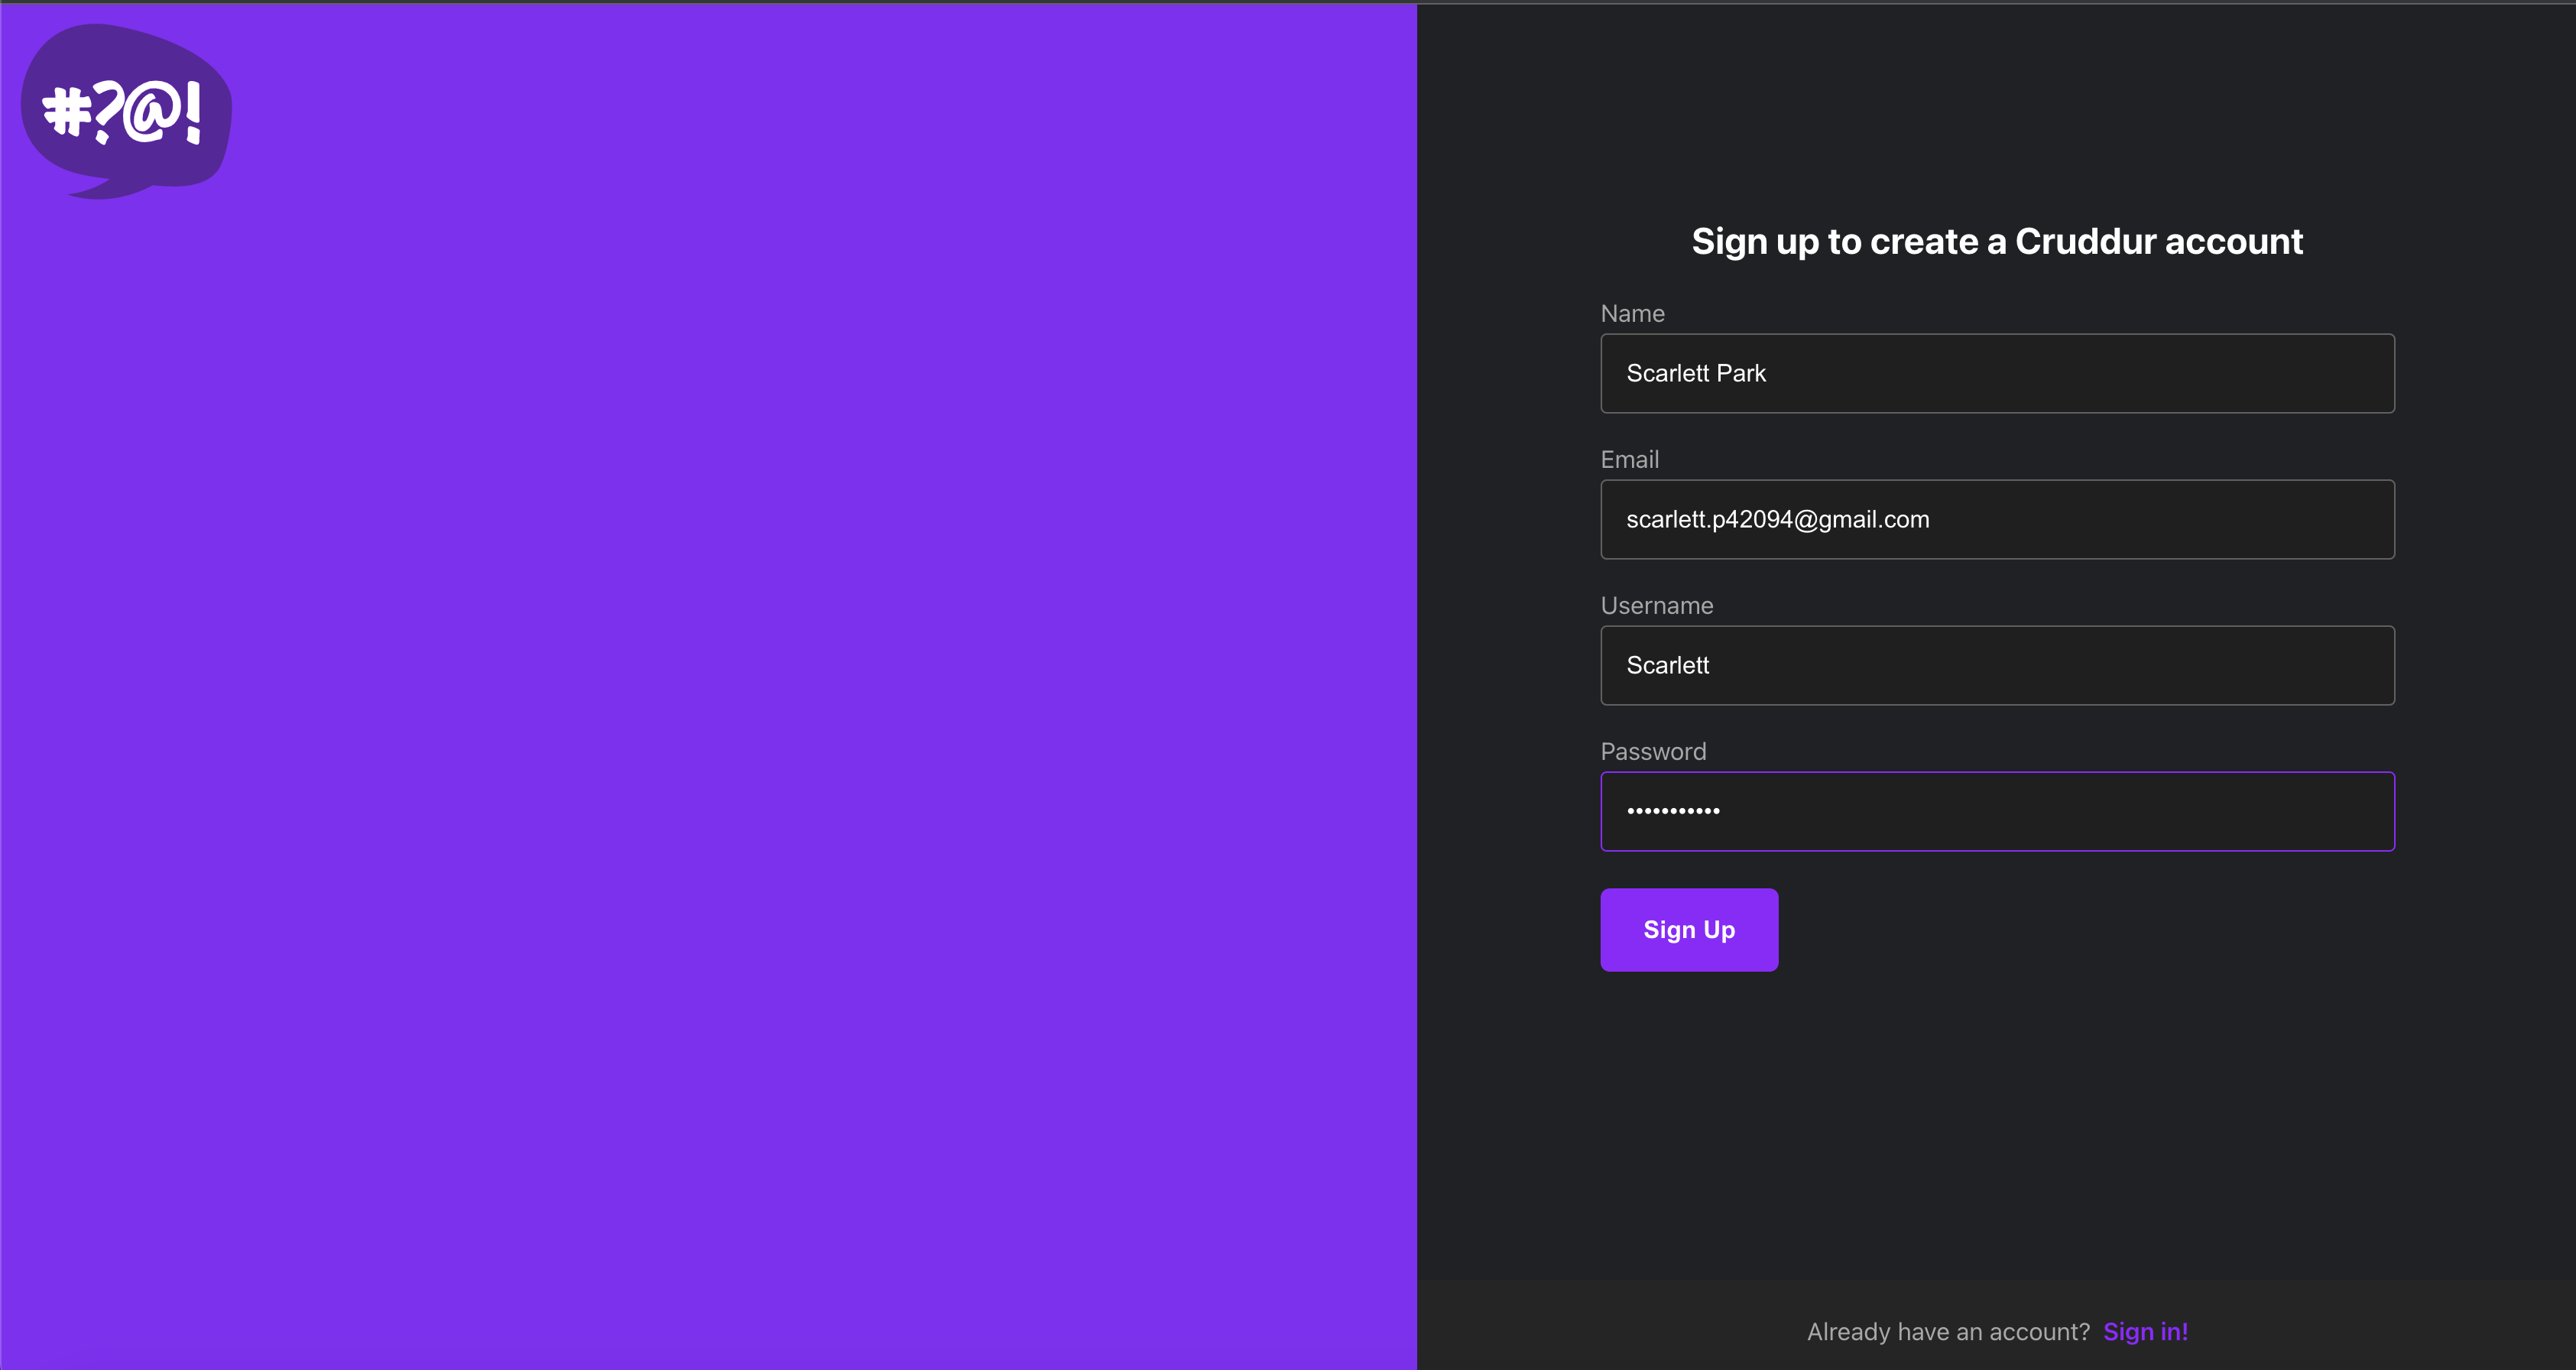 #?@!
Sign up to create a Cruddur account
Name
Scarlett Park
Email
scarlett.p42094@gmail.com
Username
Scarlett
Password
•••••••••••
Sign Up
Already have an account? Sign in!